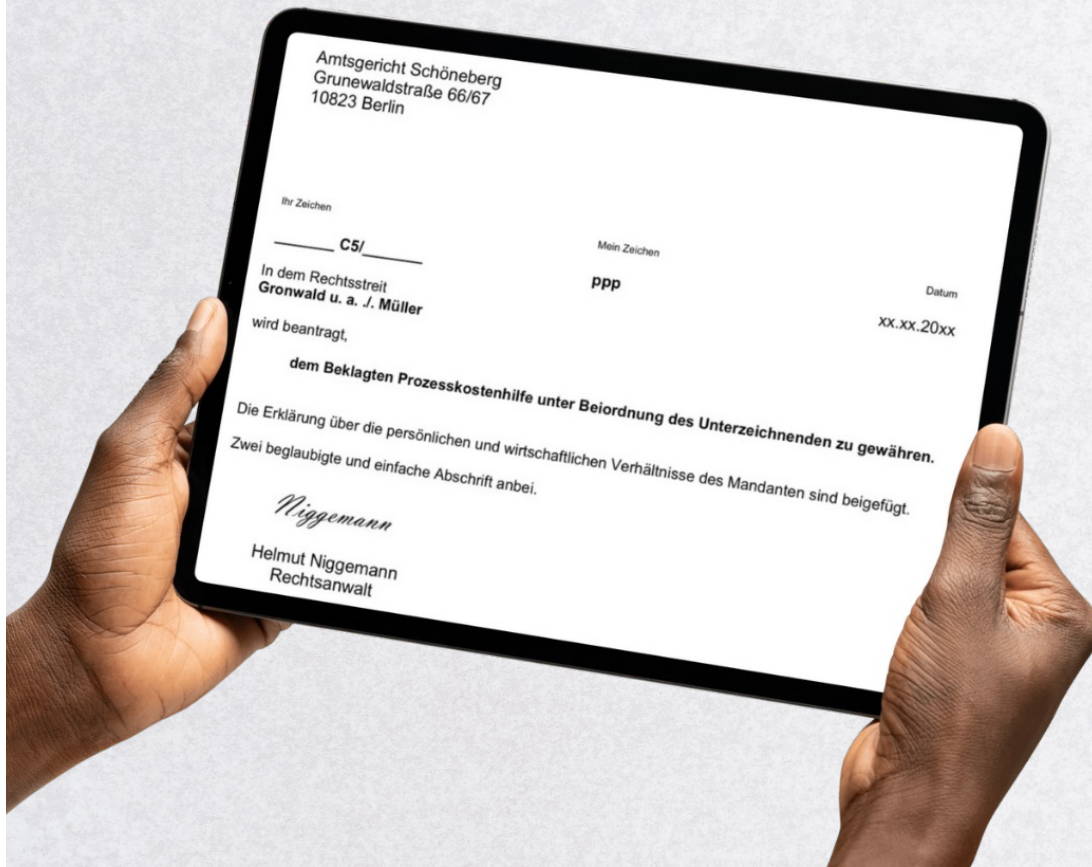 Amtsgericht Schöneberg
Grunewaldstraße 66/67
10823 Berlin
Ihr Zeichen
Mein Zeichen
Datum
_______ C5/_______
ppp
xx.xx.20xx
In dem Rechtsstreit
Gronwald u. a. ./. Müller
wird beantragt,
dem Beklagten Prozesskostenhilfe unter Beiordnung des Unterzeichnenden zu gewähren.
Die Erklärung über die persönlichen und wirtschaftlichen Verhältnisse des Mandanten sind beigefügt.
Zwei beglaubigte und einfache Abschrift anbei.
Niggemann
Helmut Niggemann
Rechtsanwalt